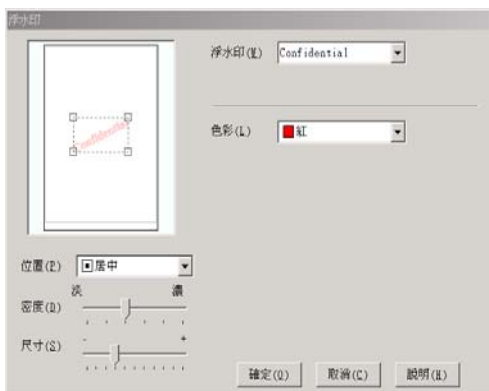 浮水印
浮水印(M) Confidential
Confidential
色彩(L) 紅
位置(P) 居中
淡 濃
密度(D)
- +
尺寸(S)
確定(O) 取消(C) 說明(H)